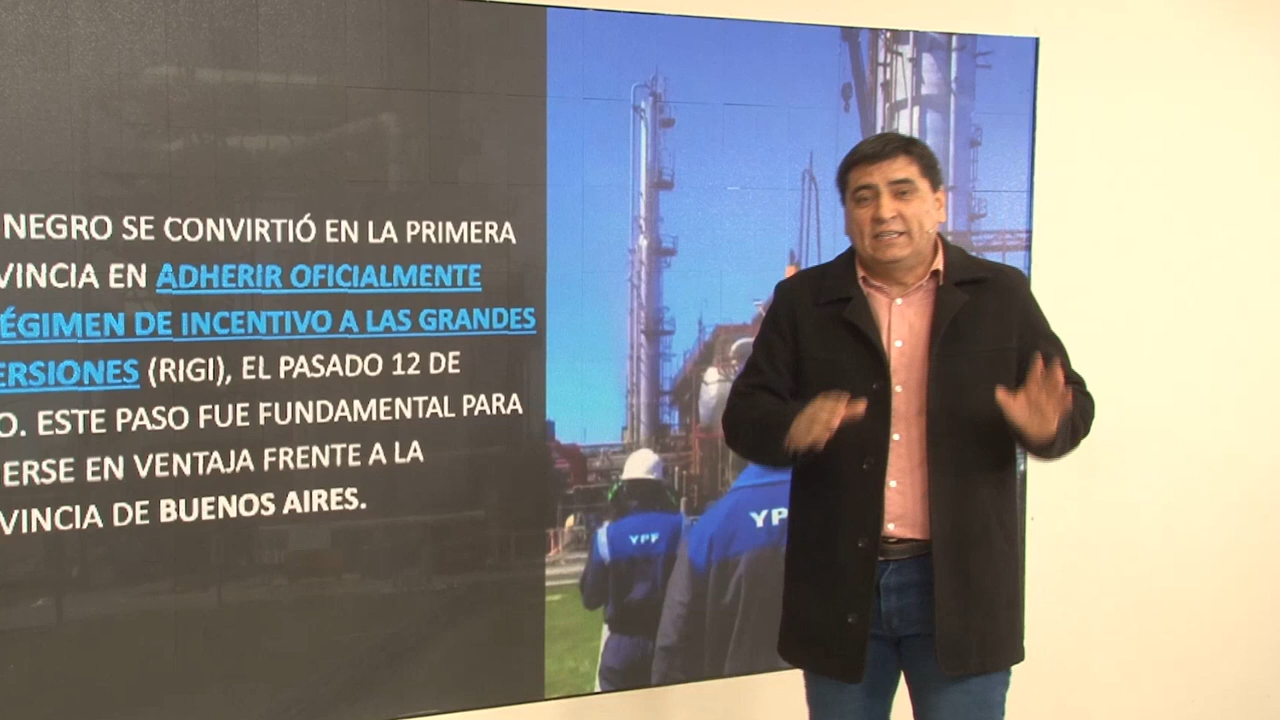 NEGRO SE CONVIRTIÓ EN LA PRIMERA
VINCIA EN ADHERIR OFICIALMENTE
ÉGIMEN DE INCENTIVO A LAS GRANDES
ERSIONES (RIGI), EL PASADO 12 DE
O. ESTE PASO FUE FUNDAMENTAL PARA
ERSE EN VENTAJA FRENTE A LA
VINCIA DE BUENOS AIRES.
YPF
YP